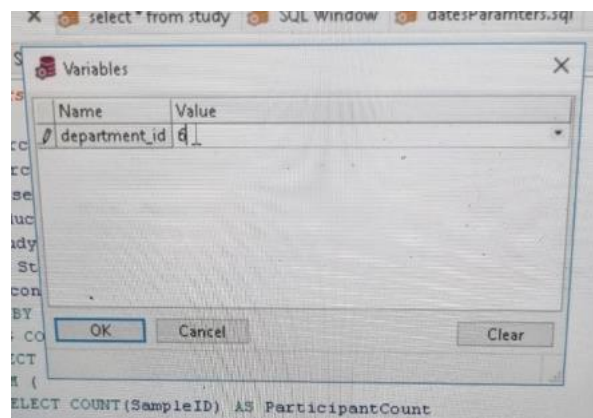 select * from study SQL Window datesParamters.sql
Variables
Name Value
department_id 6
BY
OK Cancel Clear
ELECT COUNT(SampleID) AS ParticipantCount